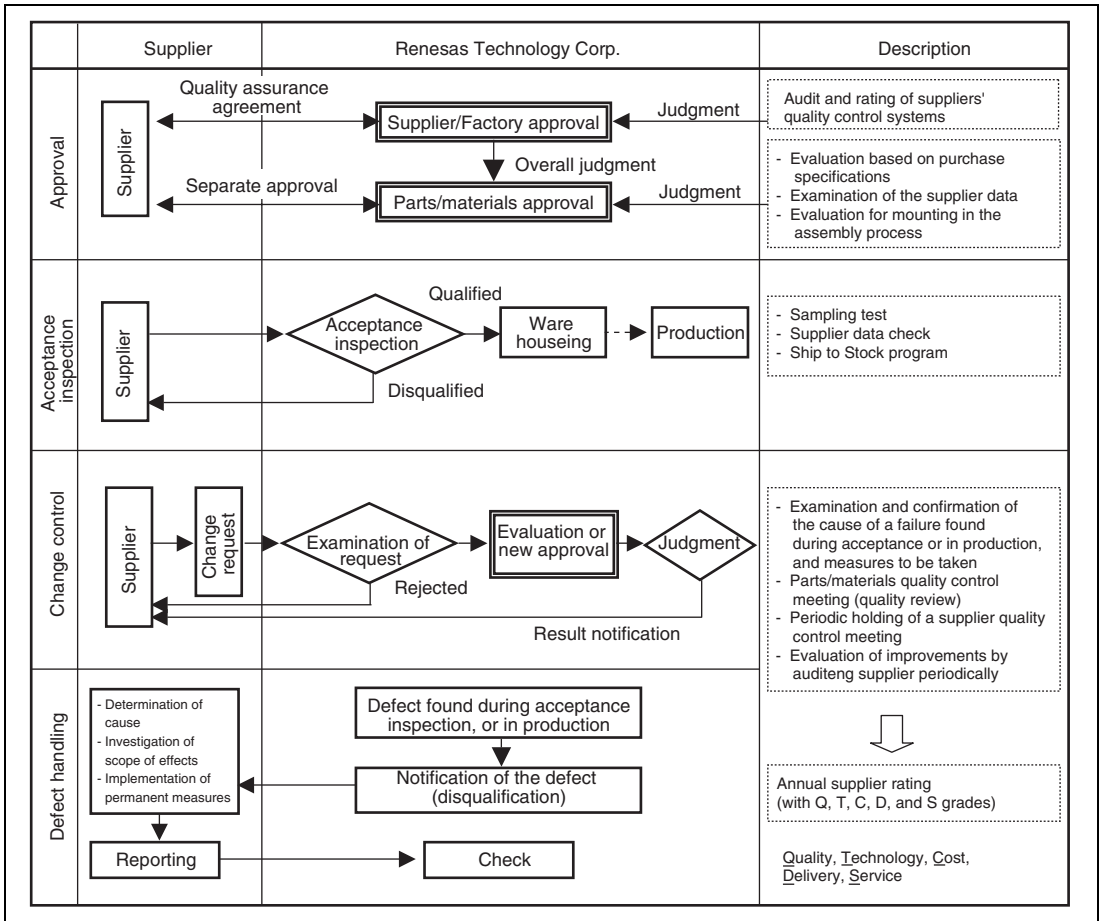 Supplier
Renesas Technology Corp.
Description
Approval
Supplier
Quality assurance
agreement
Supplier/Factory approval
Judgment
Audit and rating of suppliers'
quality control systems
Overall judgment
Separate approval
Parts/materials approval
Judgment
- Evaluation based on purchase
specifications
- Examination of the supplier data
- Evaluation for mounting in the
assembly process
Acceptance
inspection
Supplier
Acceptance
inspection
Qualified
Ware
houseing
Production
Disqualified
- Sampling test
- Supplier data check
- Ship to Stock program
Change control
Supplier
Change
request
Examination of
request
Rejected
Evaluation or
new approval
Judgment
Result notification
- Examination and confirmation of
the cause of a failure found
during acceptance or in production,
and measures to be taken
- Parts/materials quality control
meeting (quality review)
- Periodic holding of a supplier quality
control meeting
- Evaluation of improvements by
auditeng supplier periodically
Defect handling
- Determination of
cause
- Investigation of
scope of effects
- Implementation of
permanent measures
Defect found during acceptance
inspection, or in production
Notification of the defect
(disqualification)
Reporting
Check
Annual supplier rating
(with Q, T, C, D, and S grades)
Quality, Technology, Cost,
Delivery, Service